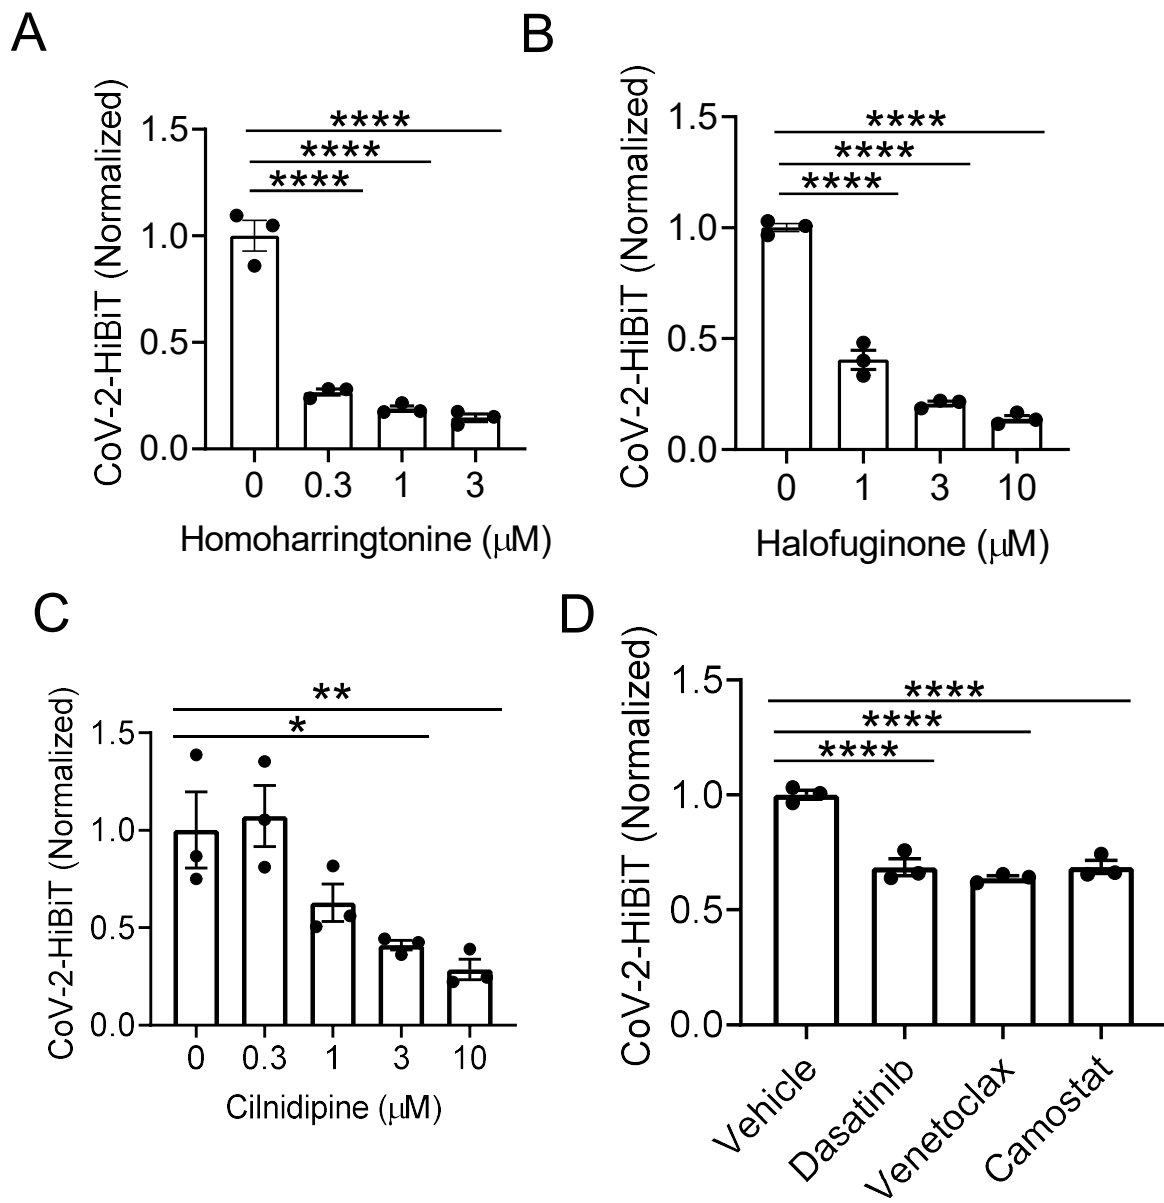 A
CoV-2-HiBiT (Normalized)
1.5
1.0
0.5
0.0
****
****
****
0 0.3 1 3
Homoharringtonine (μM)
B
CoV-2-HiBiT (Normalized)
1.5
1.0
0.5
0.0
****
****
****
0 1 3 10
Halofuginone (μM)
C
CoV-2-HiBiT (Normalized)
1.5
1.0
0.5
0.0
**
*
0 0.3 1 3 10
Cilnidipine (μM)
D
CoV-2-HiBiT (Normalized)
1.5
1.0
0.5
0.0
****
****
****
Vehicle
Dasatinib
Venetoclax
Camostat